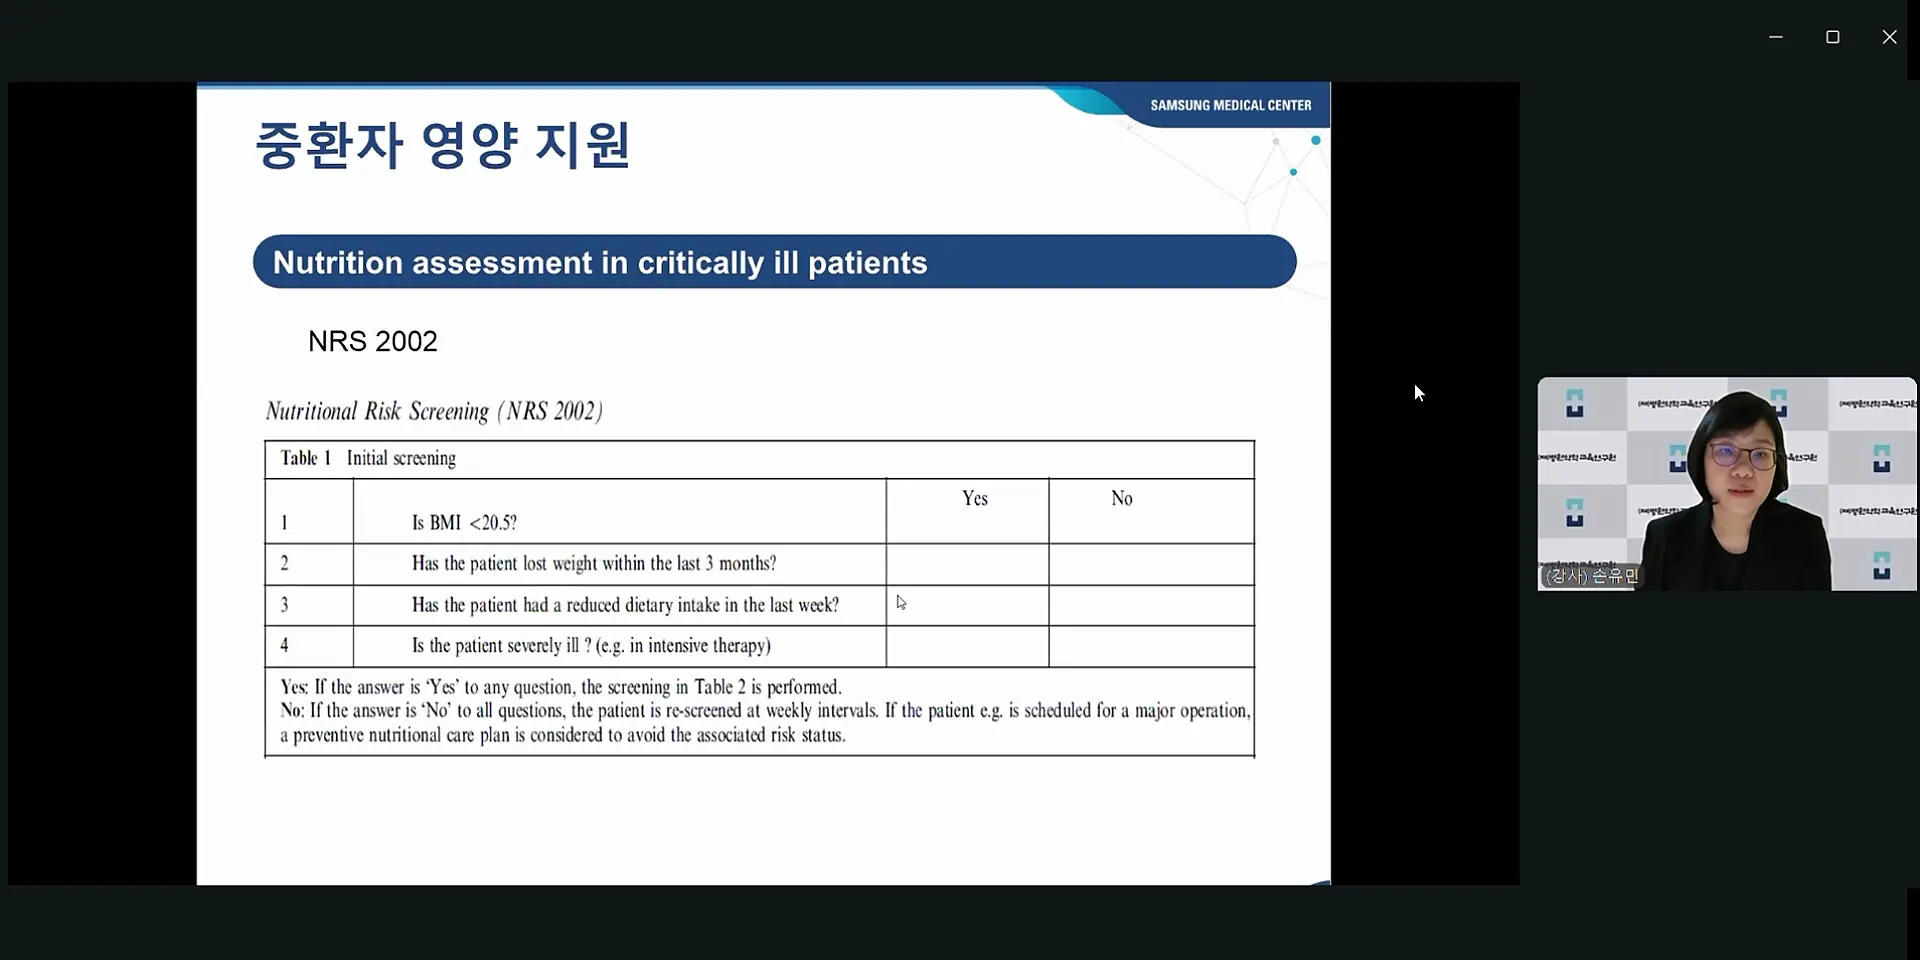 SAMSUNG MEDICAL CENTER
중환자 영양 지원
Nutrition assessment in critically ill patients
NRS 2002
Nutritional Risk Screening (NRS 2002)
Table 1 Initial screening
Yes No
1 Is BMI <20.5?
2 Has the patient lost weight within the last 3 months?
3 Has the patient had a reduced dietary intake in the last week?
4 Is the patient severely ill ? (e.g. in intensive therapy)
Yes: If the answer is ‘Yes’ to any question, the screening in Table 2 is performed.
No: If the answer is ‘No’ to all questions, the patient is re-screened at weekly intervals. If the patient e.g. is scheduled for a major operation,
a preventive nutritional care plan is considered to avoid the associated risk status.
(강사) 손유민